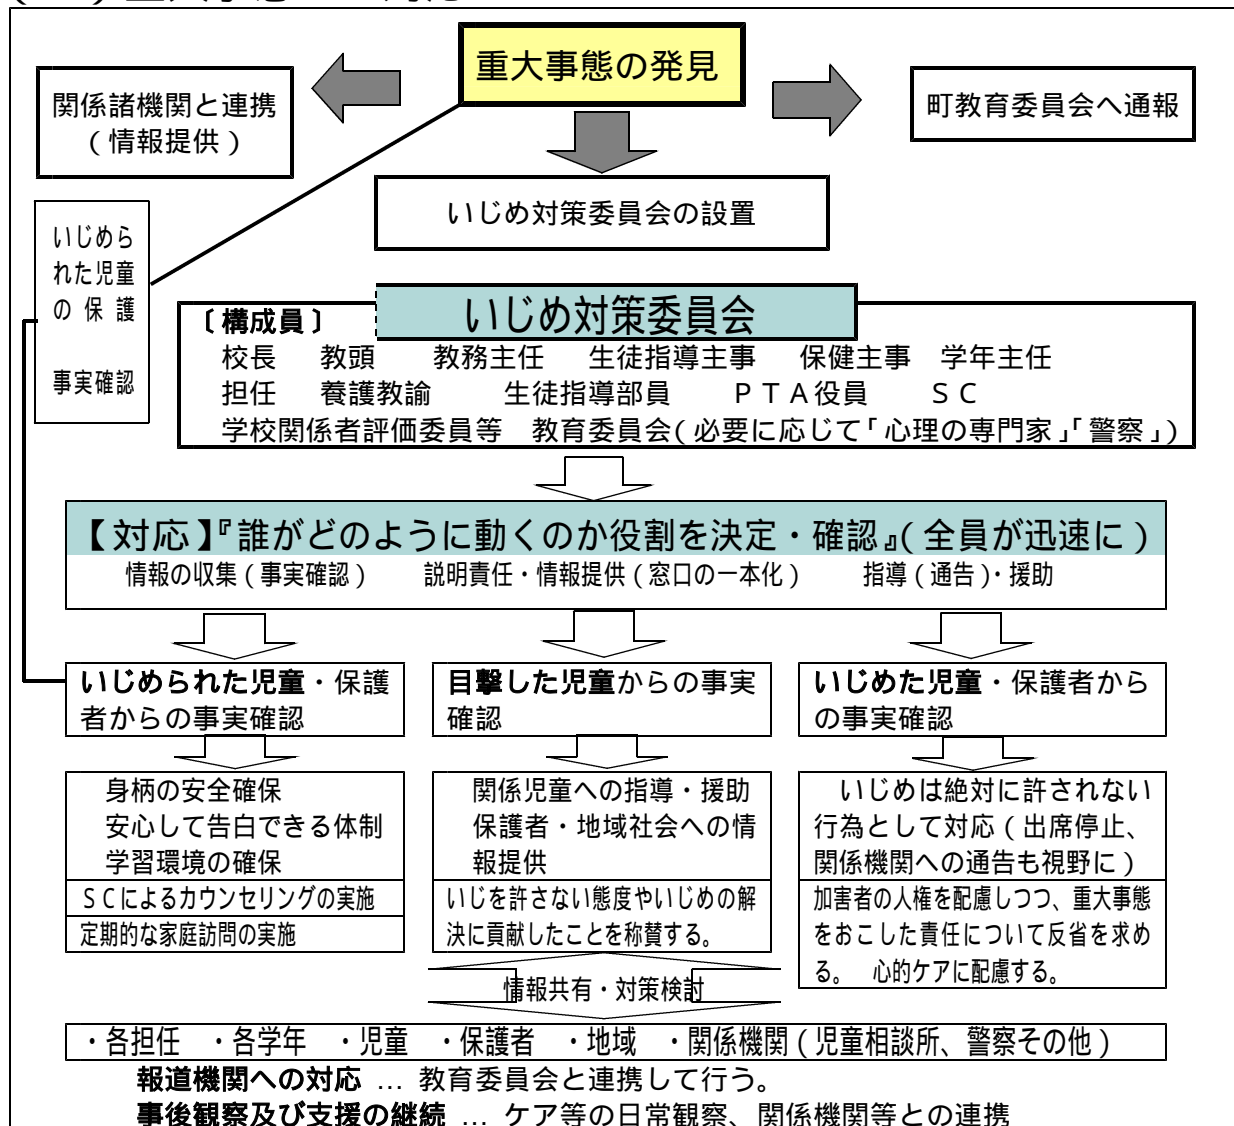 重大事態の発見
関係諸機関と連携
（情報提供）
町教育委員会へ通報
いじめ対策委員会の設置
いじめら
れた児童
の保護
事実確認
いじめ対策委員会
〔構成員〕
校長　教頭　教務主任　生徒指導主事　保健主事　学年主任
担任　養護教諭　生徒指導部員　ＰＴＡ役員　ＳＣ
学校関係者評価委員等　教育委員会（必要に応じて「心理の専門家」「警察」）
【対応】『誰がどのように動くのか役割を決定・確認』（全員が迅速に）
情報の収集（事実確認）　説明責任・情報提供（窓口の一本化）　指導（通告）・援助
いじめられた児童・保護
者からの事実確認
目撃した児童からの事実
確認
いじめた児童・保護者から
の事実確認
身柄の安全確保
安心して告白できる体制
学習環境の確保
ＳＣによるカウンセリングの実施
定期的な家庭訪問の実施
関係児童への指導・援助
保護者・地域社会への情
報提供
いじを許さない態度やいじめの解
決に貢献したことを称賛する。
いじめは絶対に許されない
行為として対応（出席停止、
関係機関への通告も視野に）
加害者の人権を配慮しつつ、重大事態
をおこした責任について反省を求め
る。　心的ケアに配慮する。
情報共有・対策検討
・各担任　・各学年　・児童　・保護者　・地域　・関係機関（児童相談所、警察その他）
報道機関への対応 … 教育委員会と連携して行う。
事後観察及び支援の継続 … ケア等の日常観察、関係機関等との連携